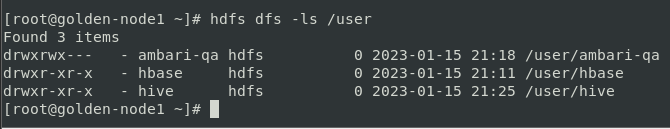 [root@golden-node1 ~]# hdfs dfs -ls /user
Found 3 items
drwxrwx---   - ambari-qa hdfs          0 2023-01-15 21:18 /user/ambari-qa
drwxr-xr-x   - hbase     hdfs          0 2023-01-15 21:11 /user/hbase
drwxr-xr-x   - hive      hdfs          0 2023-01-15 21:25 /user/hive
[root@golden-node1 ~]#